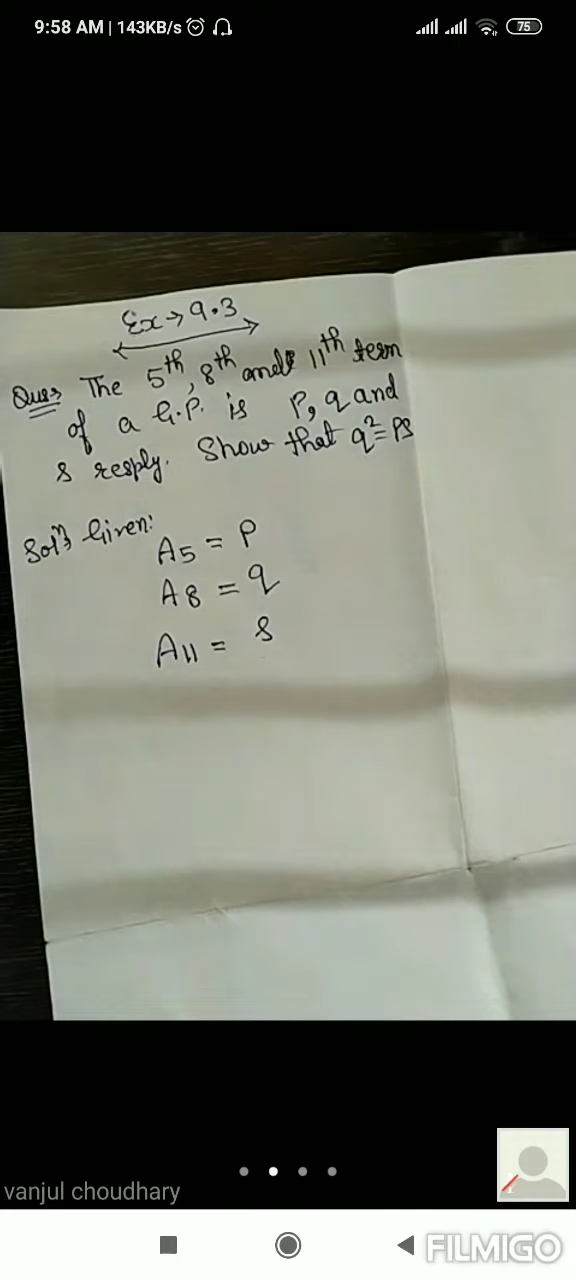 9:58 AM | 143KB/s
75
Ex → 9.3
Ques The 5th, 8th and 11th term
of a G.P. is P, q and
s resply. Show that q² = PS
Solⁿ Given:
A5 = P
A8 = q
A11 = s
vanjul choudhary
FILMIGO